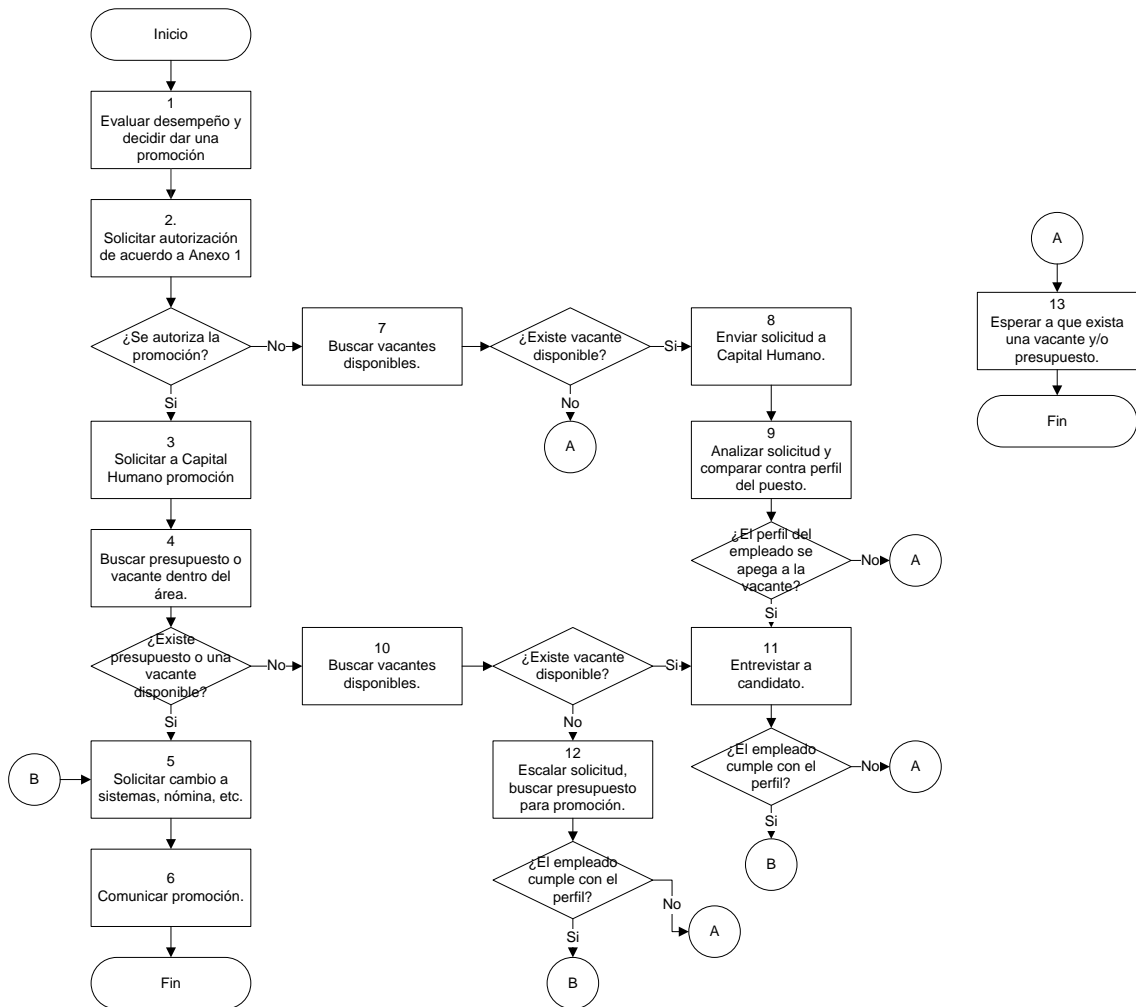 Inicio
1
Evaluar desempeño y
decidir dar una
promoción
2.
Solicitar autorización
de acuerdo a Anexo 1
¿Se autoriza la
promoción?
No
7
Buscar vacantes
disponibles.
¿Existe vacante
disponible?
Si
8
Enviar solicitud a
Capital Humano.
A
13
Esperar a que exista
una vacante y/o
presupuesto.
Fin
Si
No
A
3
Solicitar a Capital
Humano promoción
9
Analizar solicitud y
comparar contra perfil
del puesto.
4
Buscar presupuesto o
vacante dentro del
área.
¿El perfil del
empleado se
apega a la
vacante?
No
A
Si
¿Existe
presupuesto o una
vacante
disponible?
No
10
Buscar vacantes
disponibles.
¿Existe vacante
disponible?
Si
11
Entrevistar a
candidato.
Si
No
B
5
Solicitar cambio a
sistemas, nómina, etc.
12
Escalar solicitud,
buscar presupuesto
para promoción.
¿El empleado
cumple con el
perfil?
No
A
Si
B
6
Comunicar promoción.
¿El empleado
cumple con el
perfil?
No
A
Si
B
Fin